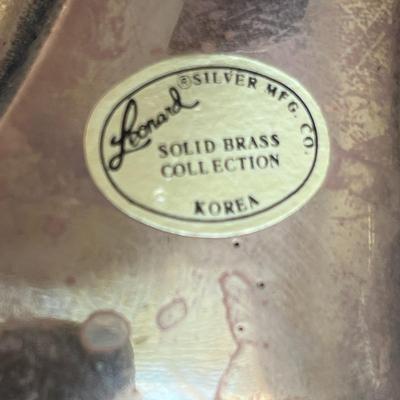 Leonard ® SILVER MFG. CO.
SOLID BRASS
COLLECTION
KOREA